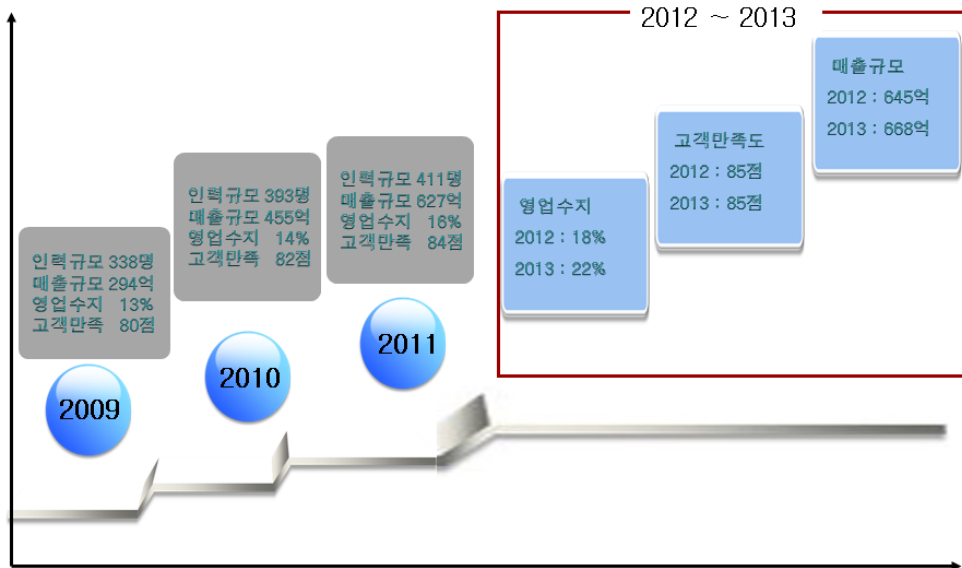 2012 ~ 2013
매출규모
2012 : 645억
2013 : 668억
고객만족도
2012 : 85점
2013 : 85점
영업수지
2012 : 18%
2013 : 22%
인력규모 411명
매출규모 627억
영업수지 16%
고객만족 84점
인력규모 393명
매출규모 455억
영업수지 14%
고객만족 82점
인력규모 338명
매출규모 294억
영업수지 13%
고객만족 80점
2011
2010
2009